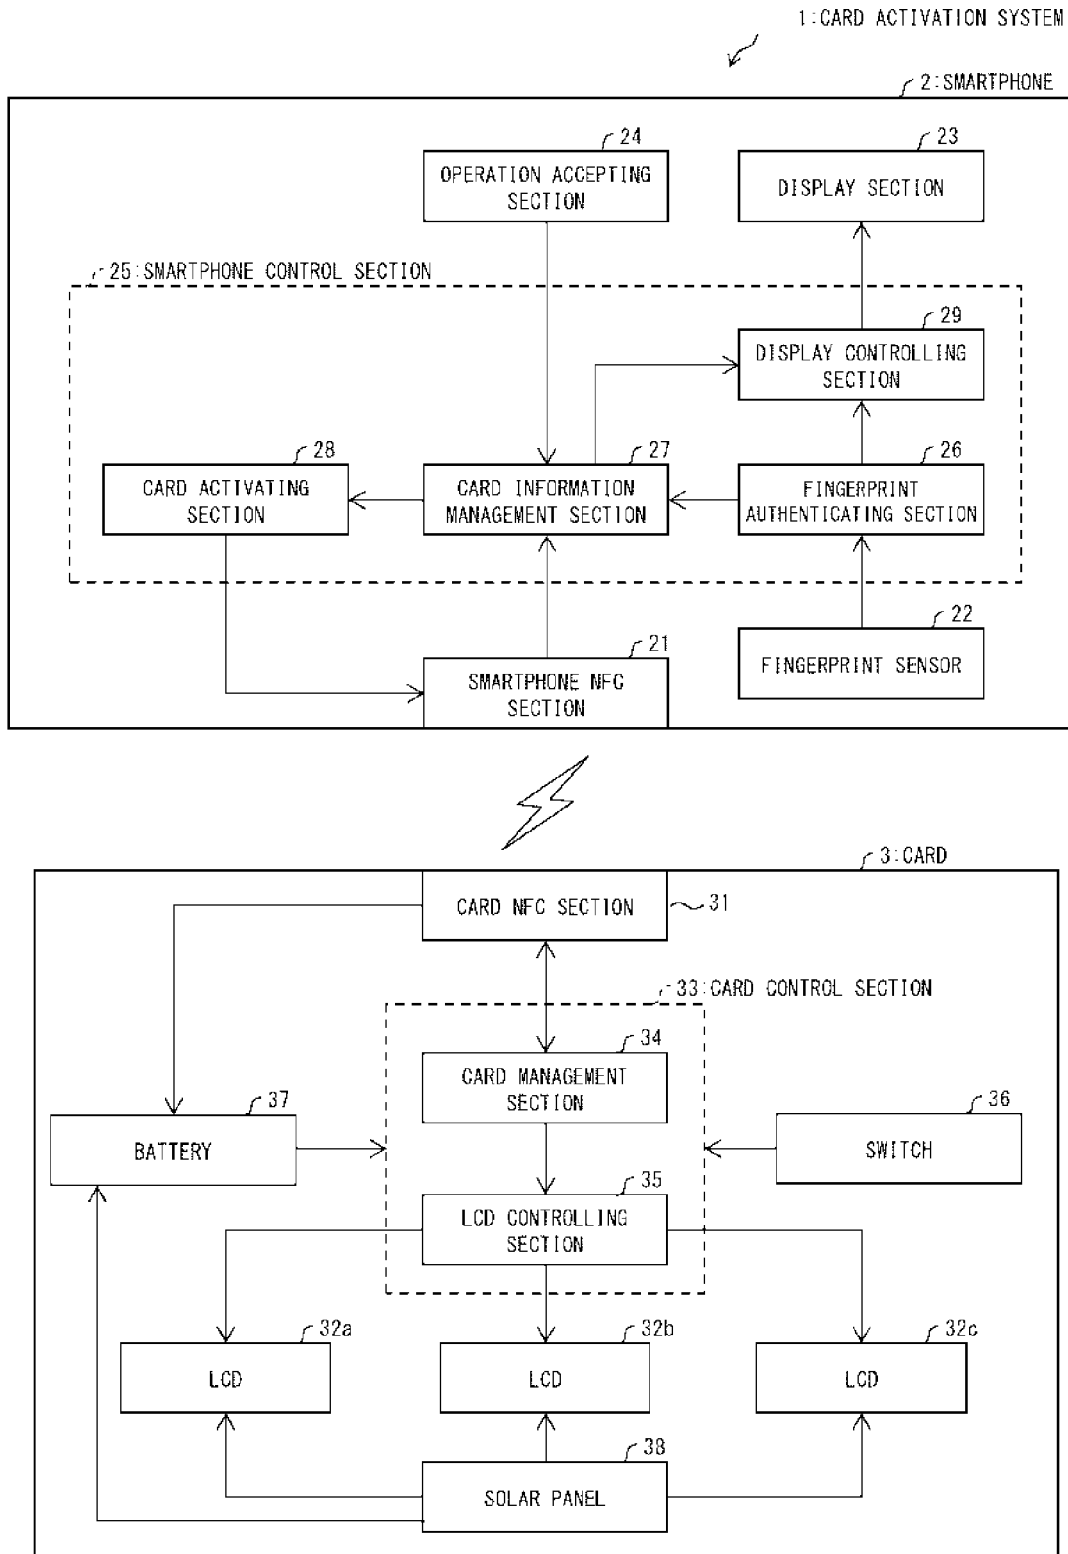 1:CARD ACTIVATION SYSTEM
2:SMARTPHONE
24
23
OPERATION ACCEPTING
SECTION
DISPLAY SECTION
25:SMARTPHONE CONTROL SECTION
29
DISPLAY CONTROLLING
SECTION
28
27
26
CARD ACTIVATING
SECTION
CARD INFORMATION
MANAGEMENT SECTION
FINGERPRINT
AUTHENTICATING SECTION
21
22
SMARTPHONE NFC
SECTION
FINGERPRINT SENSOR
3:CARD
CARD NFC SECTION
31
33:CARD CONTROL SECTION
34
CARD MANAGEMENT
SECTION
37
36
BATTERY
SWITCH
35
LCD CONTROLLING
SECTION
32a
32b
32c
LCD
LCD
LCD
38
SOLAR PANEL